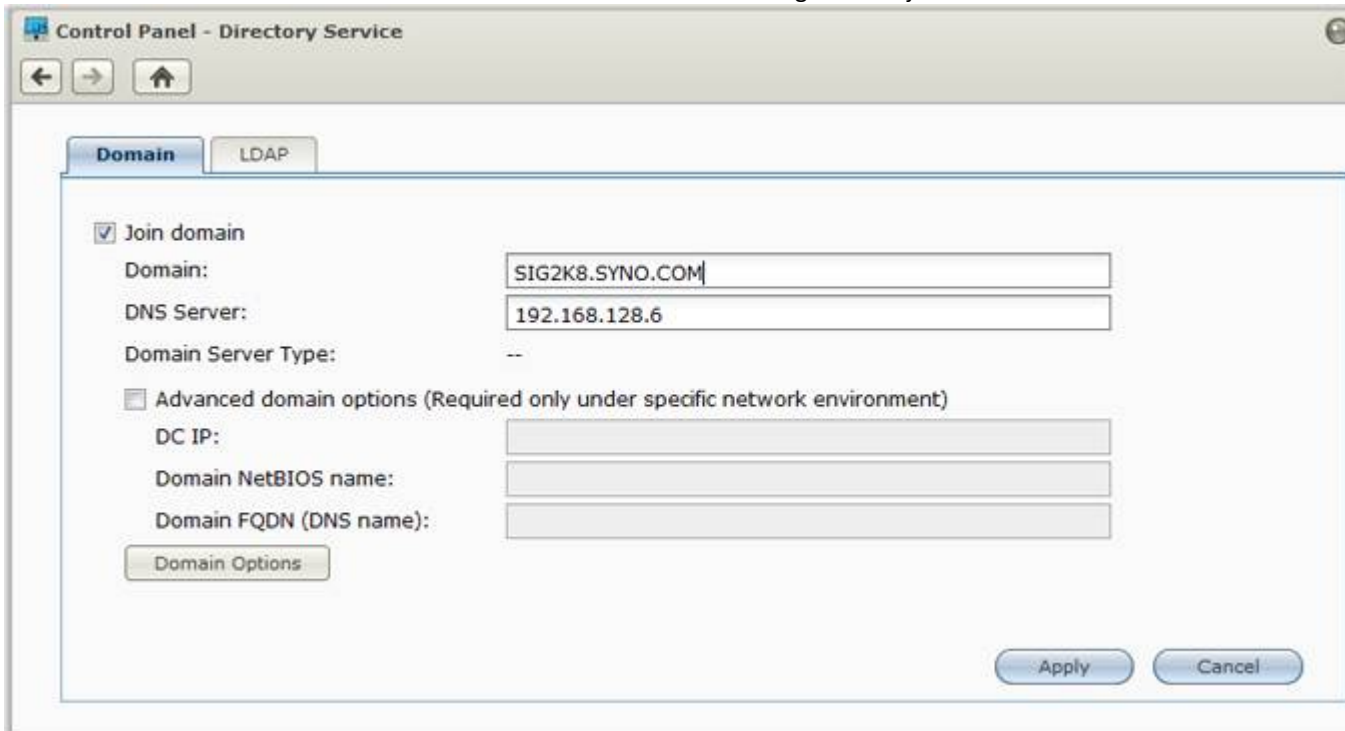 Control Panel - Directory Service
Domain LDAP
Join domain
Domain: SIG2K8.SYNO.COM
DNS Server: 192.168.128.6
Domain Server Type: --
Advanced domain options (Required only under specific network environment)
DC IP:
Domain NetBIOS name:
Domain FQDN (DNS name):
Domain Options
Apply Cancel